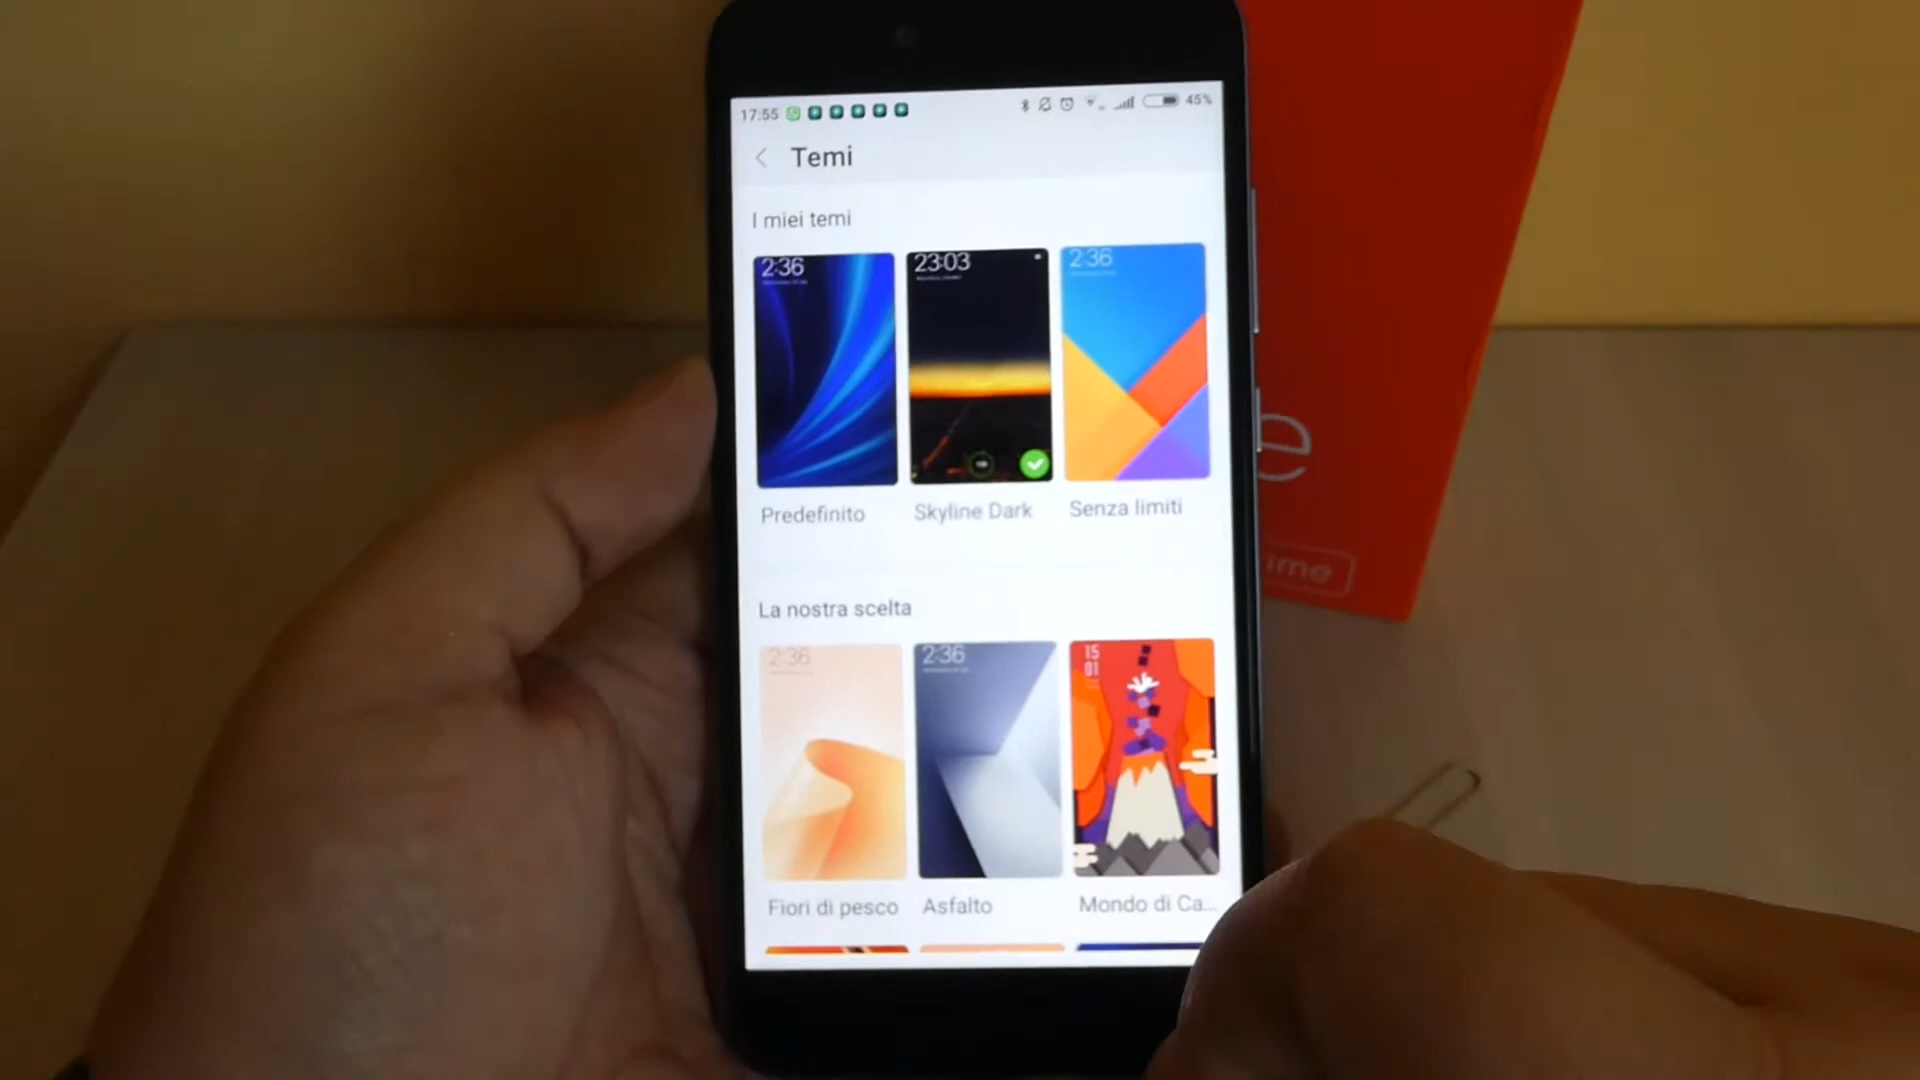 17:55
45%
Temi
I miei temi
2:36
23:03
2:36
Predefinito
Skyline Dark
Senza limiti
La nostra scelta
2:36
2:36
15
01
Fiori di pesco
Asfalto
Mondo di Ca...
e
ime